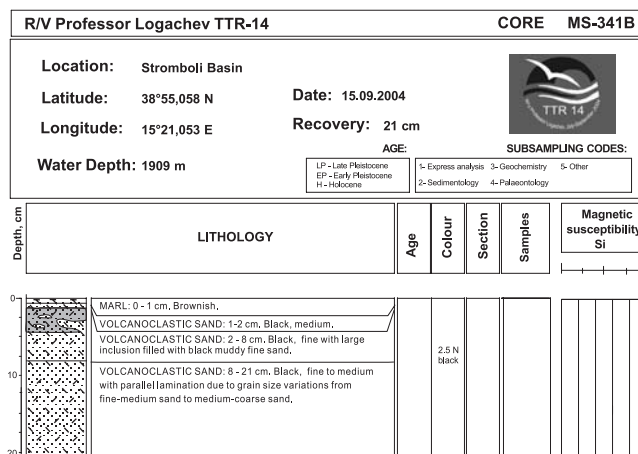 R/V Professor Logachev TTR-14 CORE MS-341B
Location: Stromboli Basin
Latitude: 38°55,058 N Date: 15.09.2004
Longitude: 15°21,053 E Recovery: 21 cm
Water Depth: 1909 m
TTR 14
AGE: SUBSAMPLING CODES:
LP - Late Pleistocene
EP - Early Pleistocene
H - Holocene
1- Express analysis 3- Geochemistry 5- Other
2- Sedimentology 4- Palaeontology
Depth, cm
LITHOLOGY
Age
Colour
Section
Samples
Magnetic
susceptibility
Si
0
MARL: 0 - 1 cm. Brownish.
VOLCANOCLASTIC SAND: 1-2 cm. Black, medium.
VOLCANOCLASTIC SAND: 2 - 8 cm. Black, fine with large
inclusion filled with black muddy fine sand.
2.5 N
black
10
VOLCANOCLASTIC SAND: 8 - 21 cm. Black, fine to medium
with parallel lamination due to grain size variations from
fine-medium sand to medium-coarse sand.
20